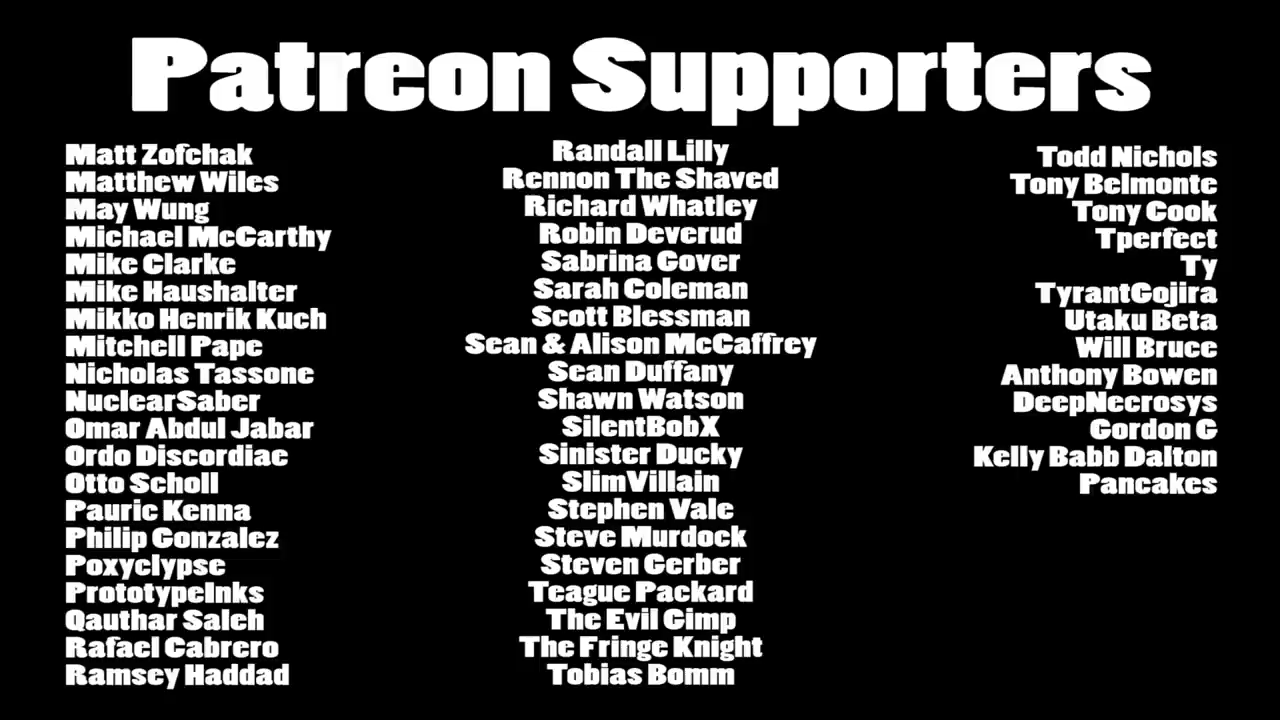 Patreon Supporters
Matt Zofchak
Matthew Wiles
May Wung
Michael McCarthy
Mike Clarke
Mike Haushalter
Mikko Henrik Kuch
Mitchell Pape
Nicholas Tassone
NuclearSaber
Omar Abdul Jabar
Ordo Discordiae
Otto Scholl
Pauric Kenna
Philip Gonzalez
Poxyclypse
PrototypeInks
Qauthar Saleh
Rafael Cabrero
Ramsey Haddad
Randall Lilly
Rennon The Shaved
Richard Whatley
Robin Deverud
Sabrina Gover
Sarah Coleman
Scott Blessman
Sean & Alison McCaffrey
Sean Duffany
Shawn Watson
SilentBobX
Sinister Ducky
SlimVillain
Stephen Vale
Steve Murdock
Steven Gerber
Teague Packard
The Evil Gimp
The Fringe Knight
Tobias Bomm
Todd Nichols
Tony Belmonte
Tony Cook
Tperfect
Ty
TyrantGojira
Utaku Beta
Will Bruce
Anthony Bowen
DeepNecrosys
Gordon G
Kelly Babb Dalton
Pancakes